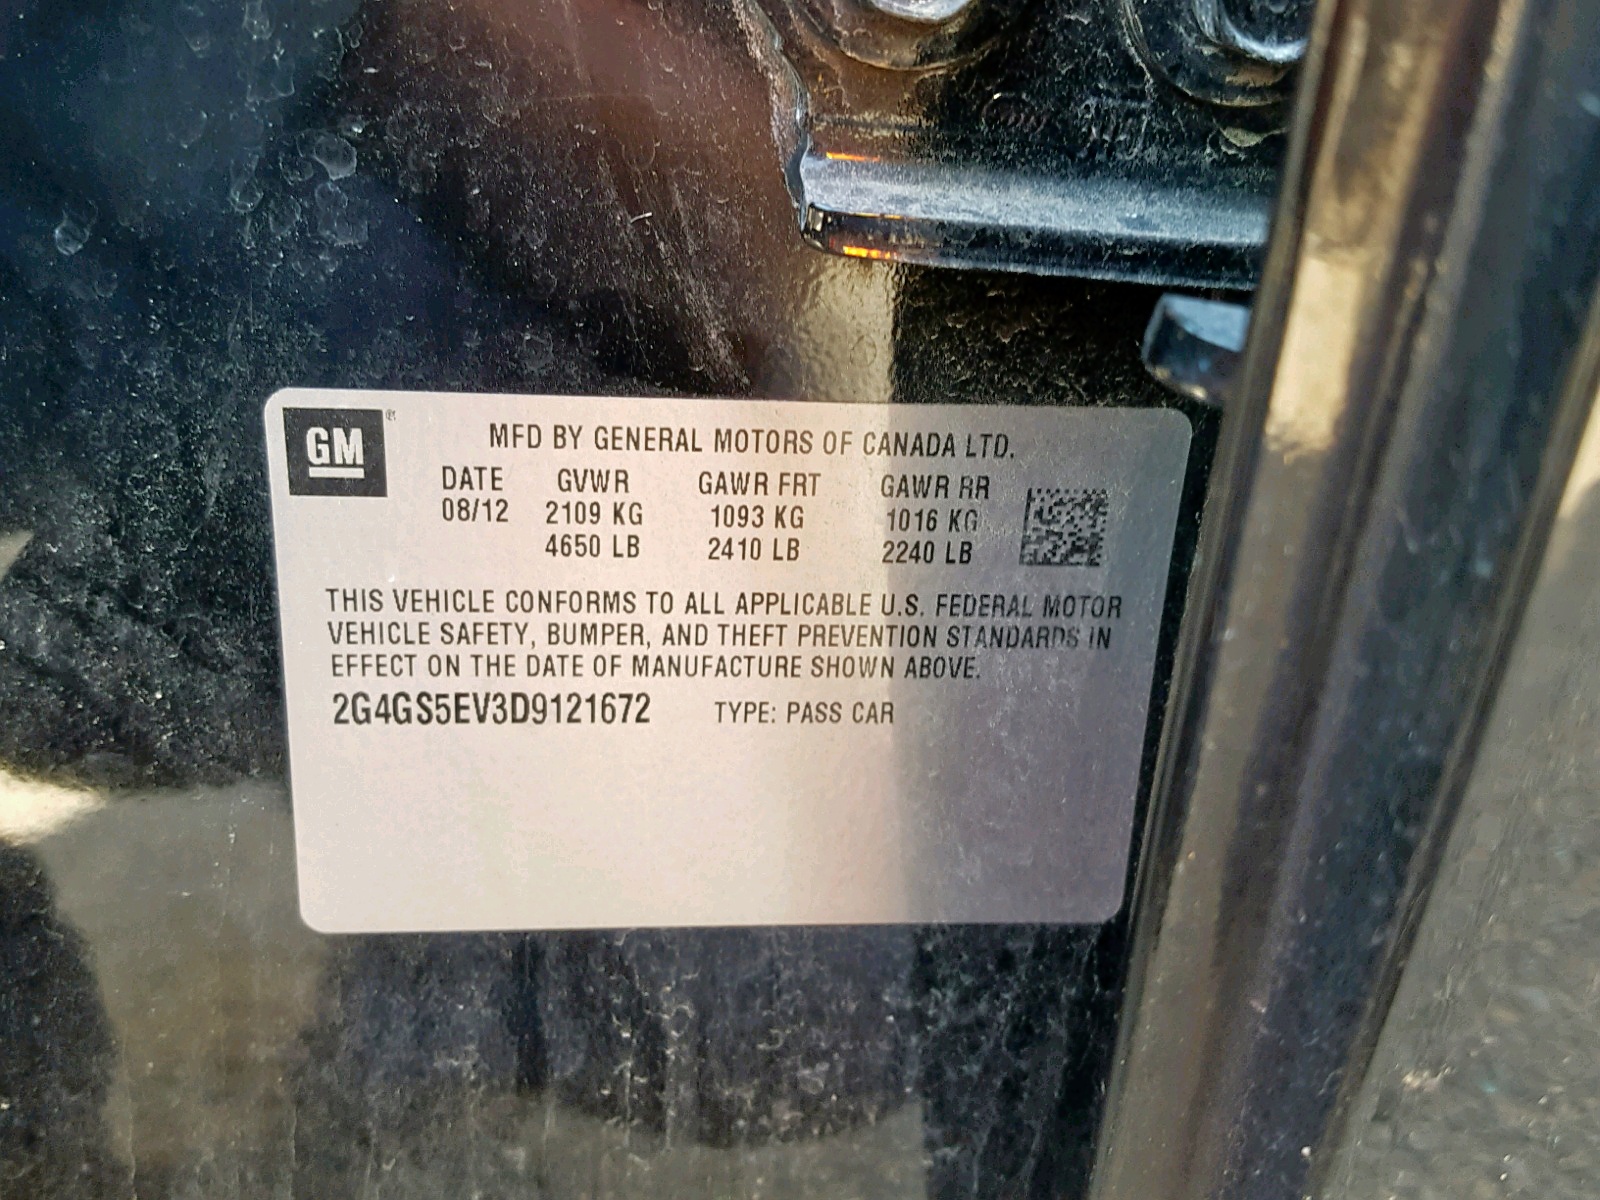 GM ®
MFD BY GENERAL MOTORS OF CANADA LTD.
DATE GVWR GAWR FRT GAWR RR
08/12 2109 KG 1093 KG 1016 KG
4650 LB 2410 LB 2240 LB
THIS VEHICLE CONFORMS TO ALL APPLICABLE U.S. FEDERAL MOTOR
VEHICLE SAFETY, BUMPER, AND THEFT PREVENTION STANDARDS IN
EFFECT ON THE DATE OF MANUFACTURE SHOWN ABOVE.
2G4GS5EV3D9121672 TYPE: PASS CAR